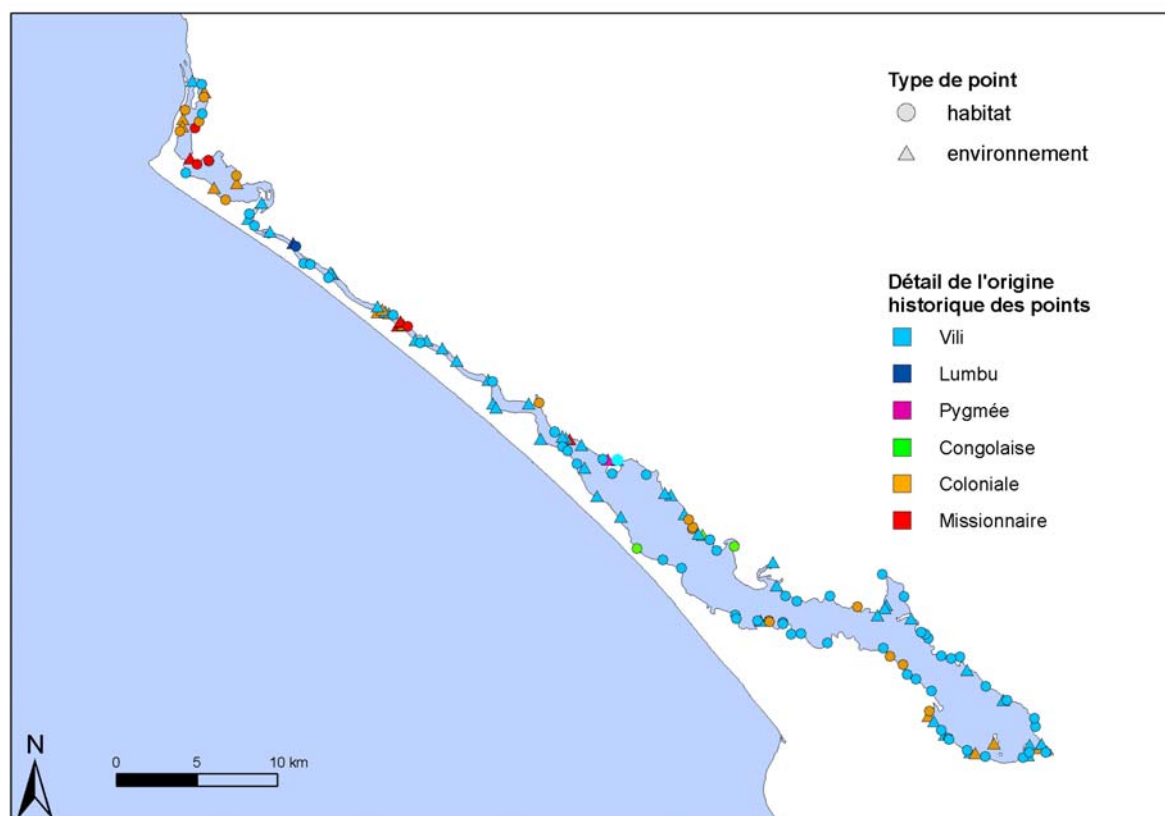 Type de point
habitat
environnement
Détail de l'origine
historique des points
Vili
Lumbu
Pygmée
Congolaise
Coloniale
Missionnaire
N
0 5 10 km